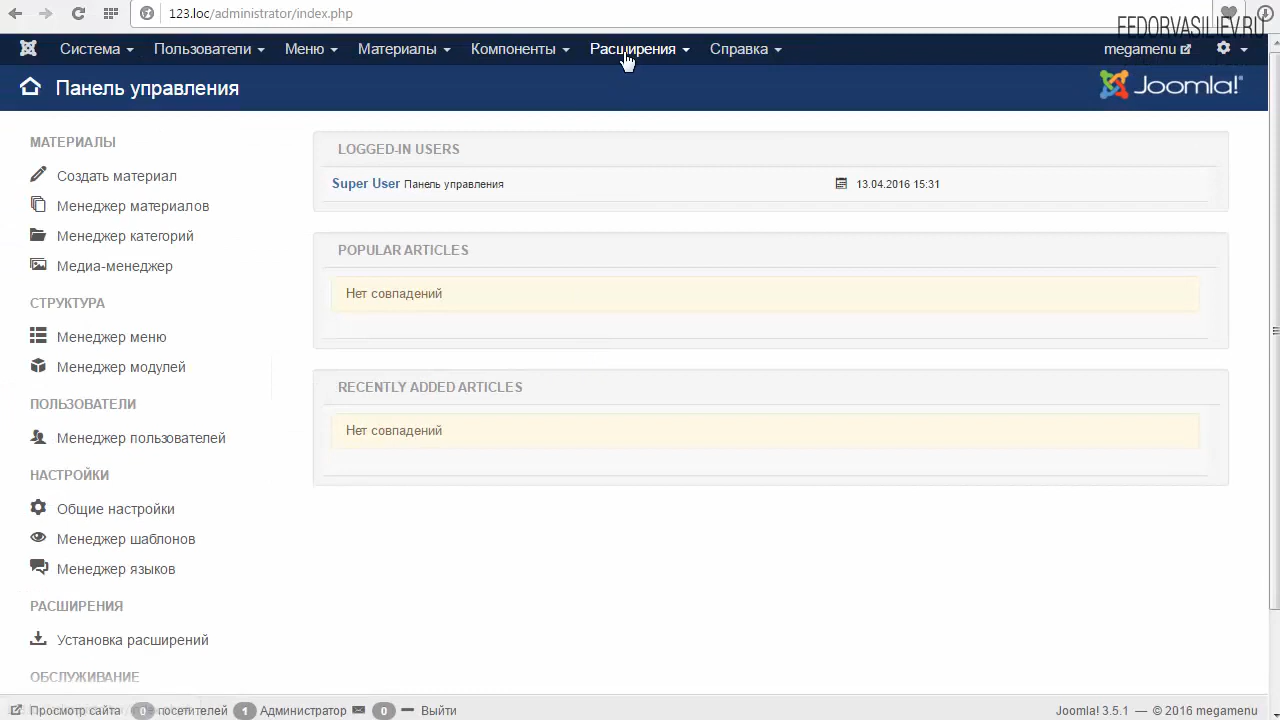 123.loc/administrator/index.php
FEDORVASILIEV.RU
Система Пользователи Меню Материалы Компоненты Расширения Справка megamenu
Панель управления
Joomla!
МАТЕРИАЛЫ
Создать материал
Менеджер материалов
Менеджер категорий
Медиа-менеджер
СТРУКТУРА
Менеджер меню
Менеджер модулей
ПОЛЬЗОВАТЕЛИ
Менеджер пользователей
НАСТРОЙКИ
Общие настройки
Менеджер шаблонов
Менеджер языков
РАСШИРЕНИЯ
Установка расширений
ОБСЛУЖИВАНИЕ
LOGGED-IN USERS
Super User Панель управления 13.04.2016 15:31
POPULAR ARTICLES
Нет совпадений
RECENTLY ADDED ARTICLES
Нет совпадений
Просмотр сайта 0 посетителей 1 Администратор 0 Выйти
Joomla! 3.5.1 — © 2016 megamenu